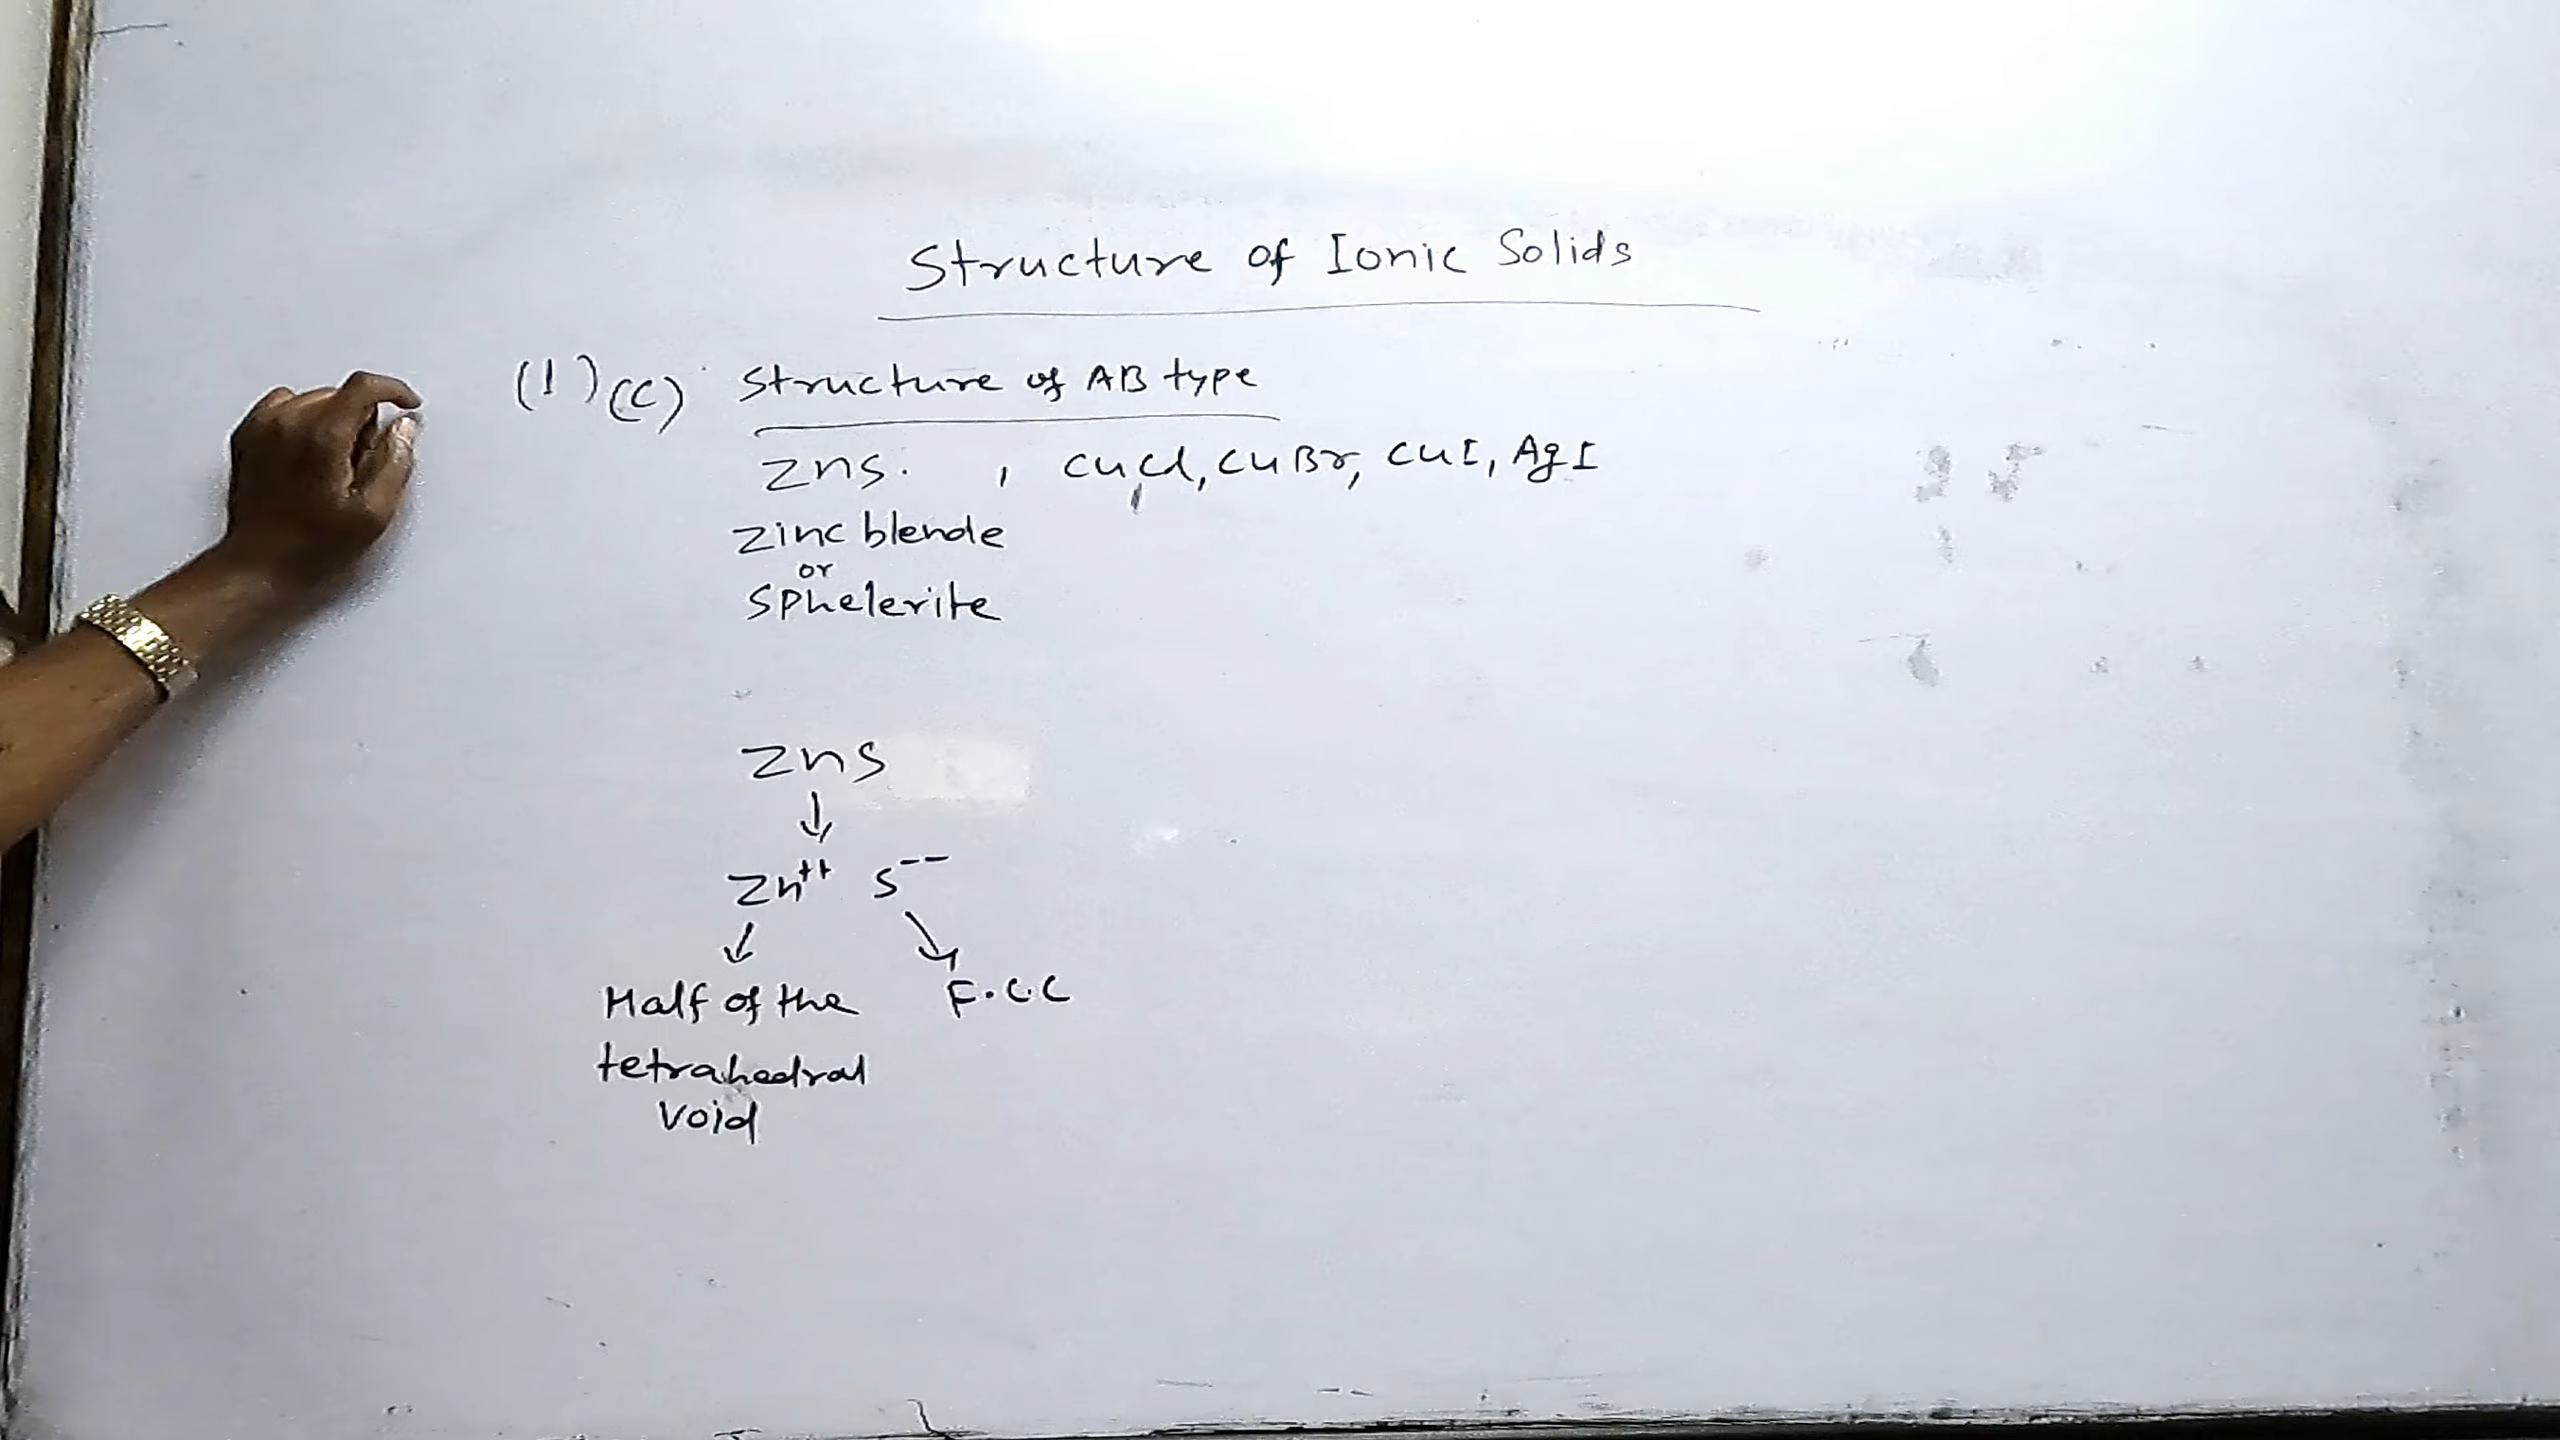 Structure of Ionic Solids
(1) (C) Structure of AB type
ZnS. , CuCl, CuBr, CuI, AgI
Zinc blende
or
Sphelerite
ZnS
↓
Zn++ S--
↓ ↘
Half of the F.C.C
tetrahedral
void